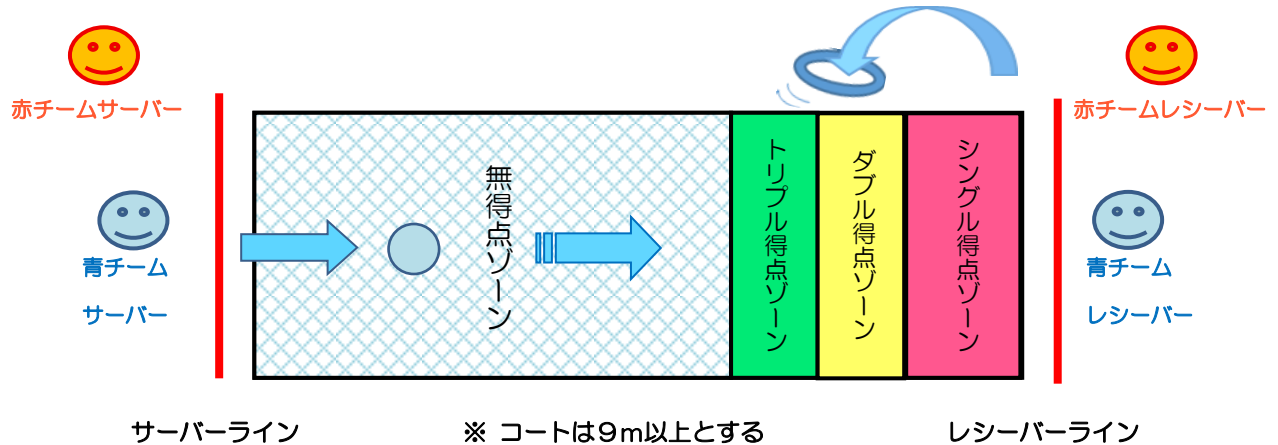 赤チームサーバー
赤チームレシーバー
青チーム
サーバー
無得点ゾーン
トリプル得点ゾーン
ダブル得点ゾーン
シングル得点ゾーン
青チーム
レシーバー
サーバーライン
※ コートは9m以上とする
レシーバーライン